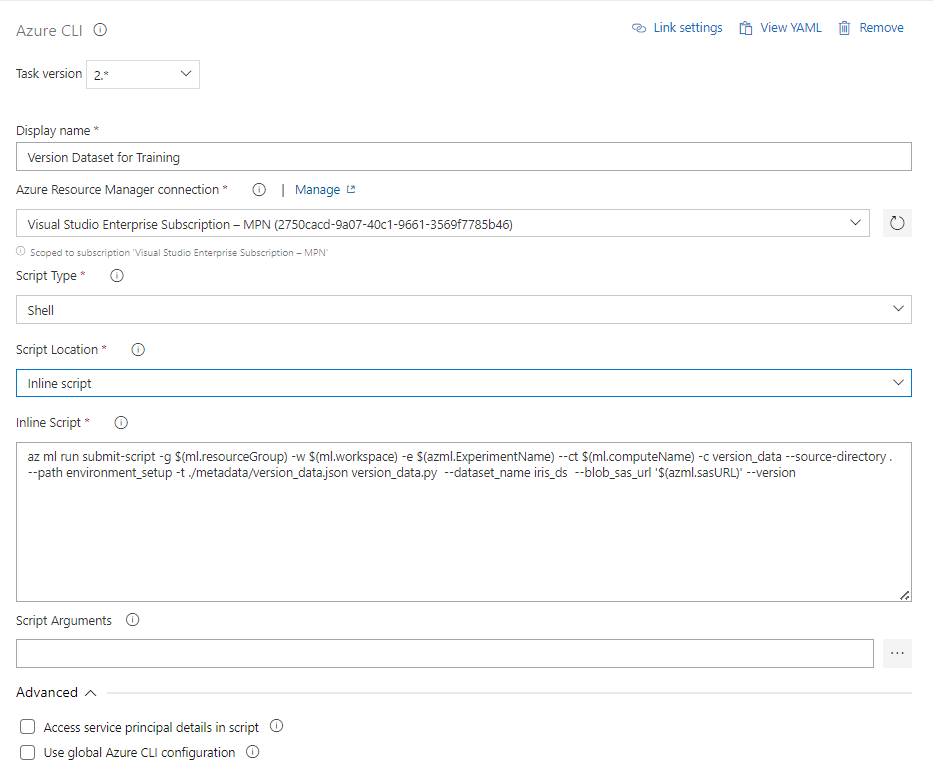 Azure CLI
Link settings
View YAML
Remove
Task version
2.*
Display name *
Version Dataset for Training
Azure Resource Manager connection *
| Manage
Visual Studio Enterprise Subscription – MPN (2750cacd-9a07-40c1-9661-3569f7785b46)
Scoped to subscription 'Visual Studio Enterprise Subscription – MPN'
Script Type *
Shell
Script Location *
Inline script
Inline Script *
az ml run submit-script -g $(ml.resourceGroup) -w $(ml.workspace) -e $(azml.ExperimentName) --ct $(ml.computeName) -c version_data --source-directory .
--path environment_setup -t ./metadata/version_data.json version_data.py  --dataset_name iris_ds  --blob_sas_url '$(azml.sasURL)' --version
Script Arguments
...
Advanced
Access service principal details in script
Use global Azure CLI configuration